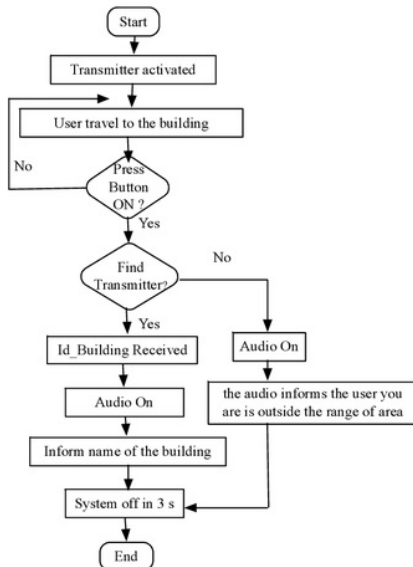 Start
Transmitter activated
User travel to the building
No
Press
Button
ON ?
Yes
Find
Transmitter?
No
Yes
Id_Building Received
Audio On
Audio On
the audio informs the user you
are is outside the range of area
Inform name of the building
System off in 3 s
End